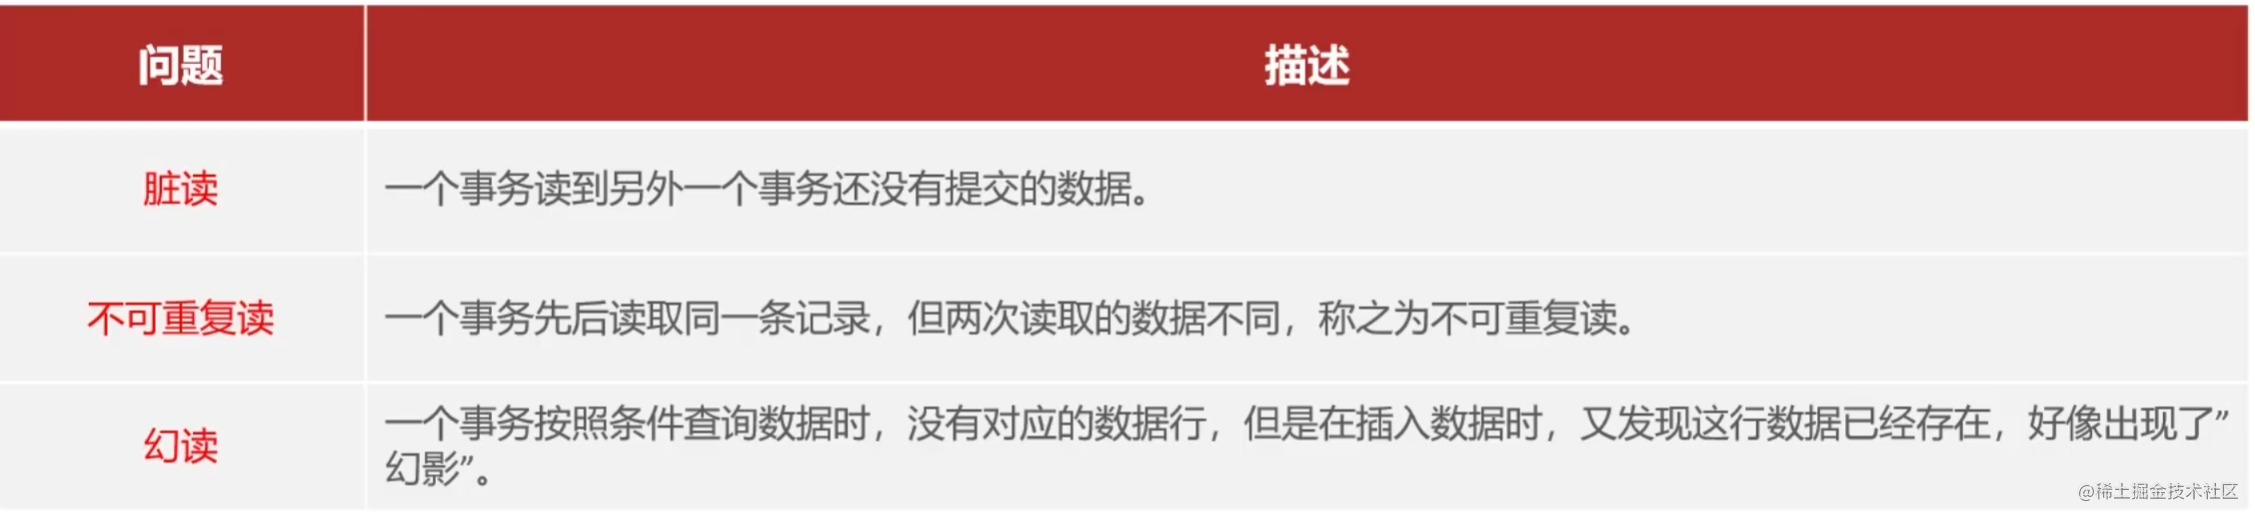 问题
描述
脏读
一个事务读到另外一个事务还没有提交的数据。
不可重复读
一个事务先后读取同一条记录，但两次读取的数据不同，称之为不可重复读。
幻读
一个事务按照条件查询数据时，没有对应的数据行，但是在插入数据时，又发现这行数据已经存在，好像出现了”
幻影”。
@稀土掘金技术社区